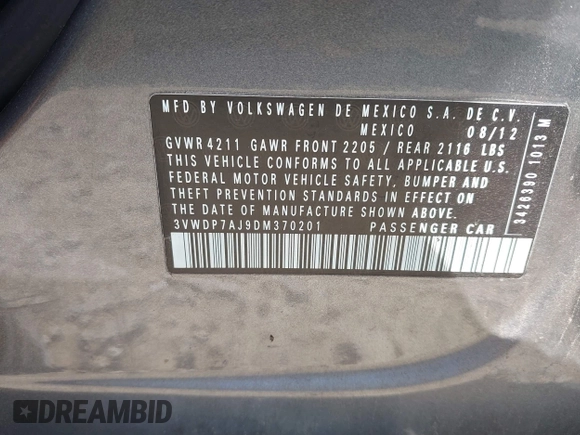 MFD BY VOLKSWAGEN DE MEXICO S.A. DE C.V.
MEXICO 08/12
GVWR 4211 GAWR FRONT 2205 / REAR 2116 LBS
THIS VEHICLE CONFORMS TO ALL APPLICABLE U.S.
FEDERAL MOTOR VEHICLE SAFETY, BUMPER AND
THEFT PREVENTION STANDARDS IN EFFECT ON
THE DATE OF MANUFACTURE SHOWN ABOVE.
3VWDP7AJ9DM370201 PASSENGER CAR
3426390 1013 M
DREAMBID